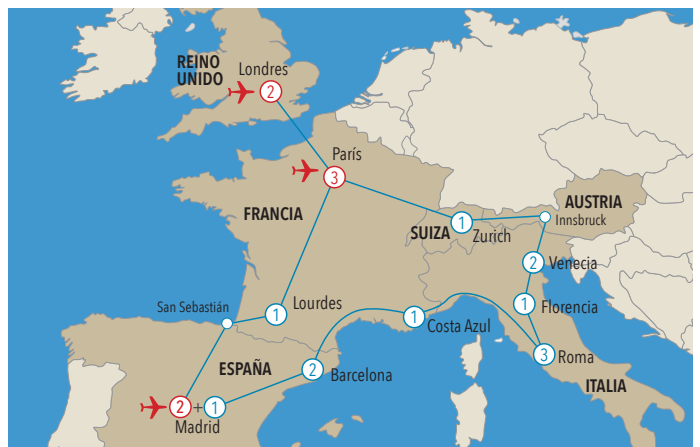 REINO
UNIDO
Londres
2
París
3
FRANCIA
AUSTRIA
Innsbruck
SUIZA
1
Zurich
2
Venecia
San Sebastián
1
Lourdes
1
Florencia
1
Costa Azul
ESPAÑA
2
Barcelona
3
Roma
ITALIA
2 + 1
Madrid